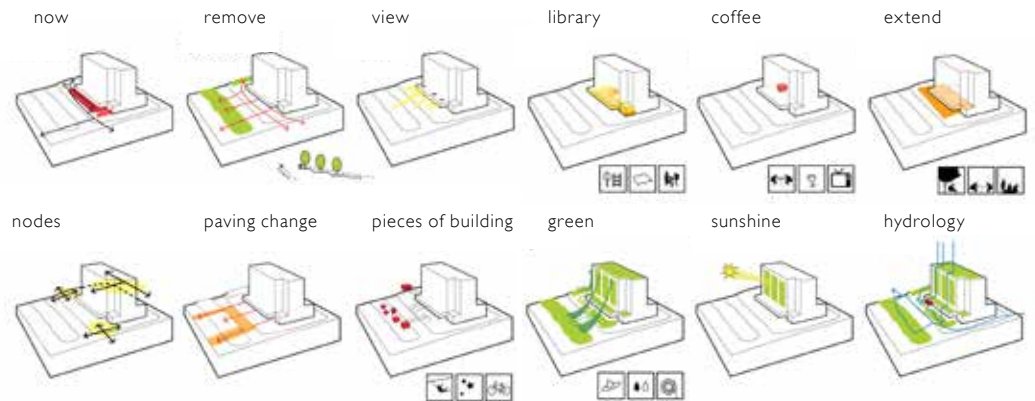 now remove view library coffee extend
nodes paving change pieces of building green sunshine hydrology